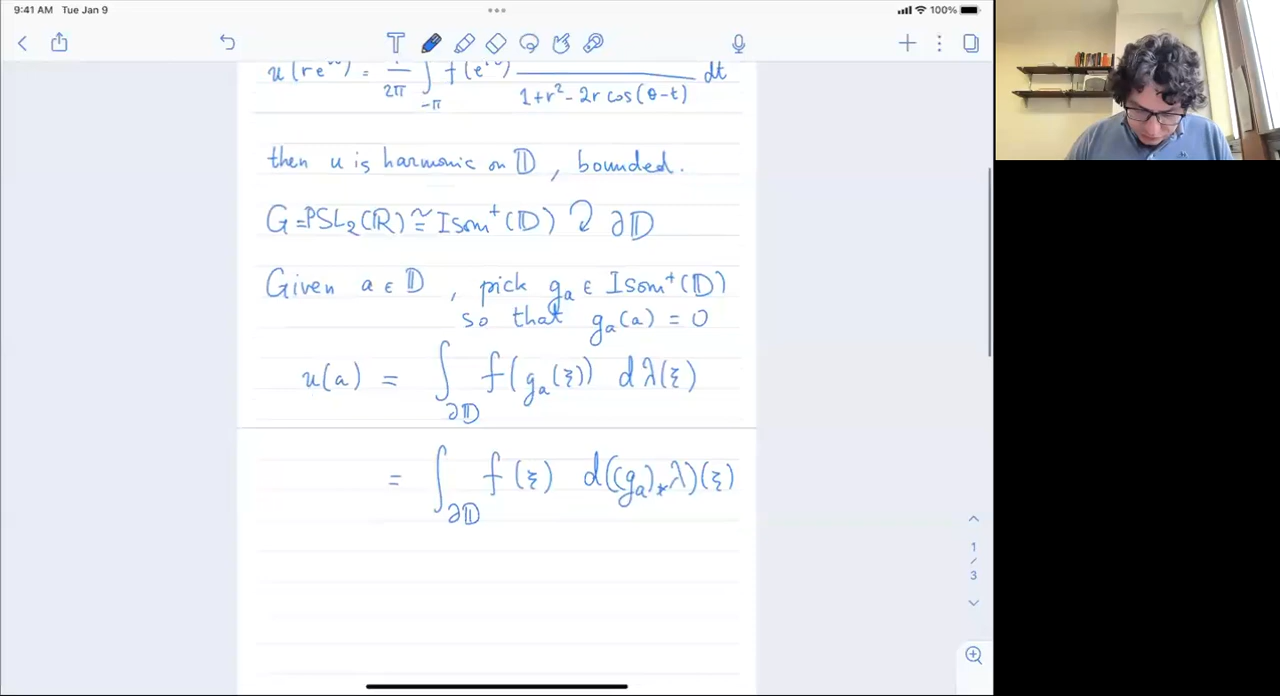 9:41 AM Tue Jan 9
100%
u(re^{iθ}) = 1/2π ∫_{-π} f(e^{it}) / 1+r²-2r cos(θ-t) dt
then u is harmonic on 𝔻, bounded.
G=PSL₂(ℝ) ≅ Isom⁺(𝔻) ↻ ∂𝔻
Given a ∈ 𝔻, pick g_a ∈ Isom⁺(𝔻)
so that g_a(a) = 0
u(a) = ∫_{∂𝔻} f(g_a(ξ)) dλ(ξ)
= ∫_{∂𝔻} f(ξ) d((g_a)_*λ)(ξ)
1
/
3